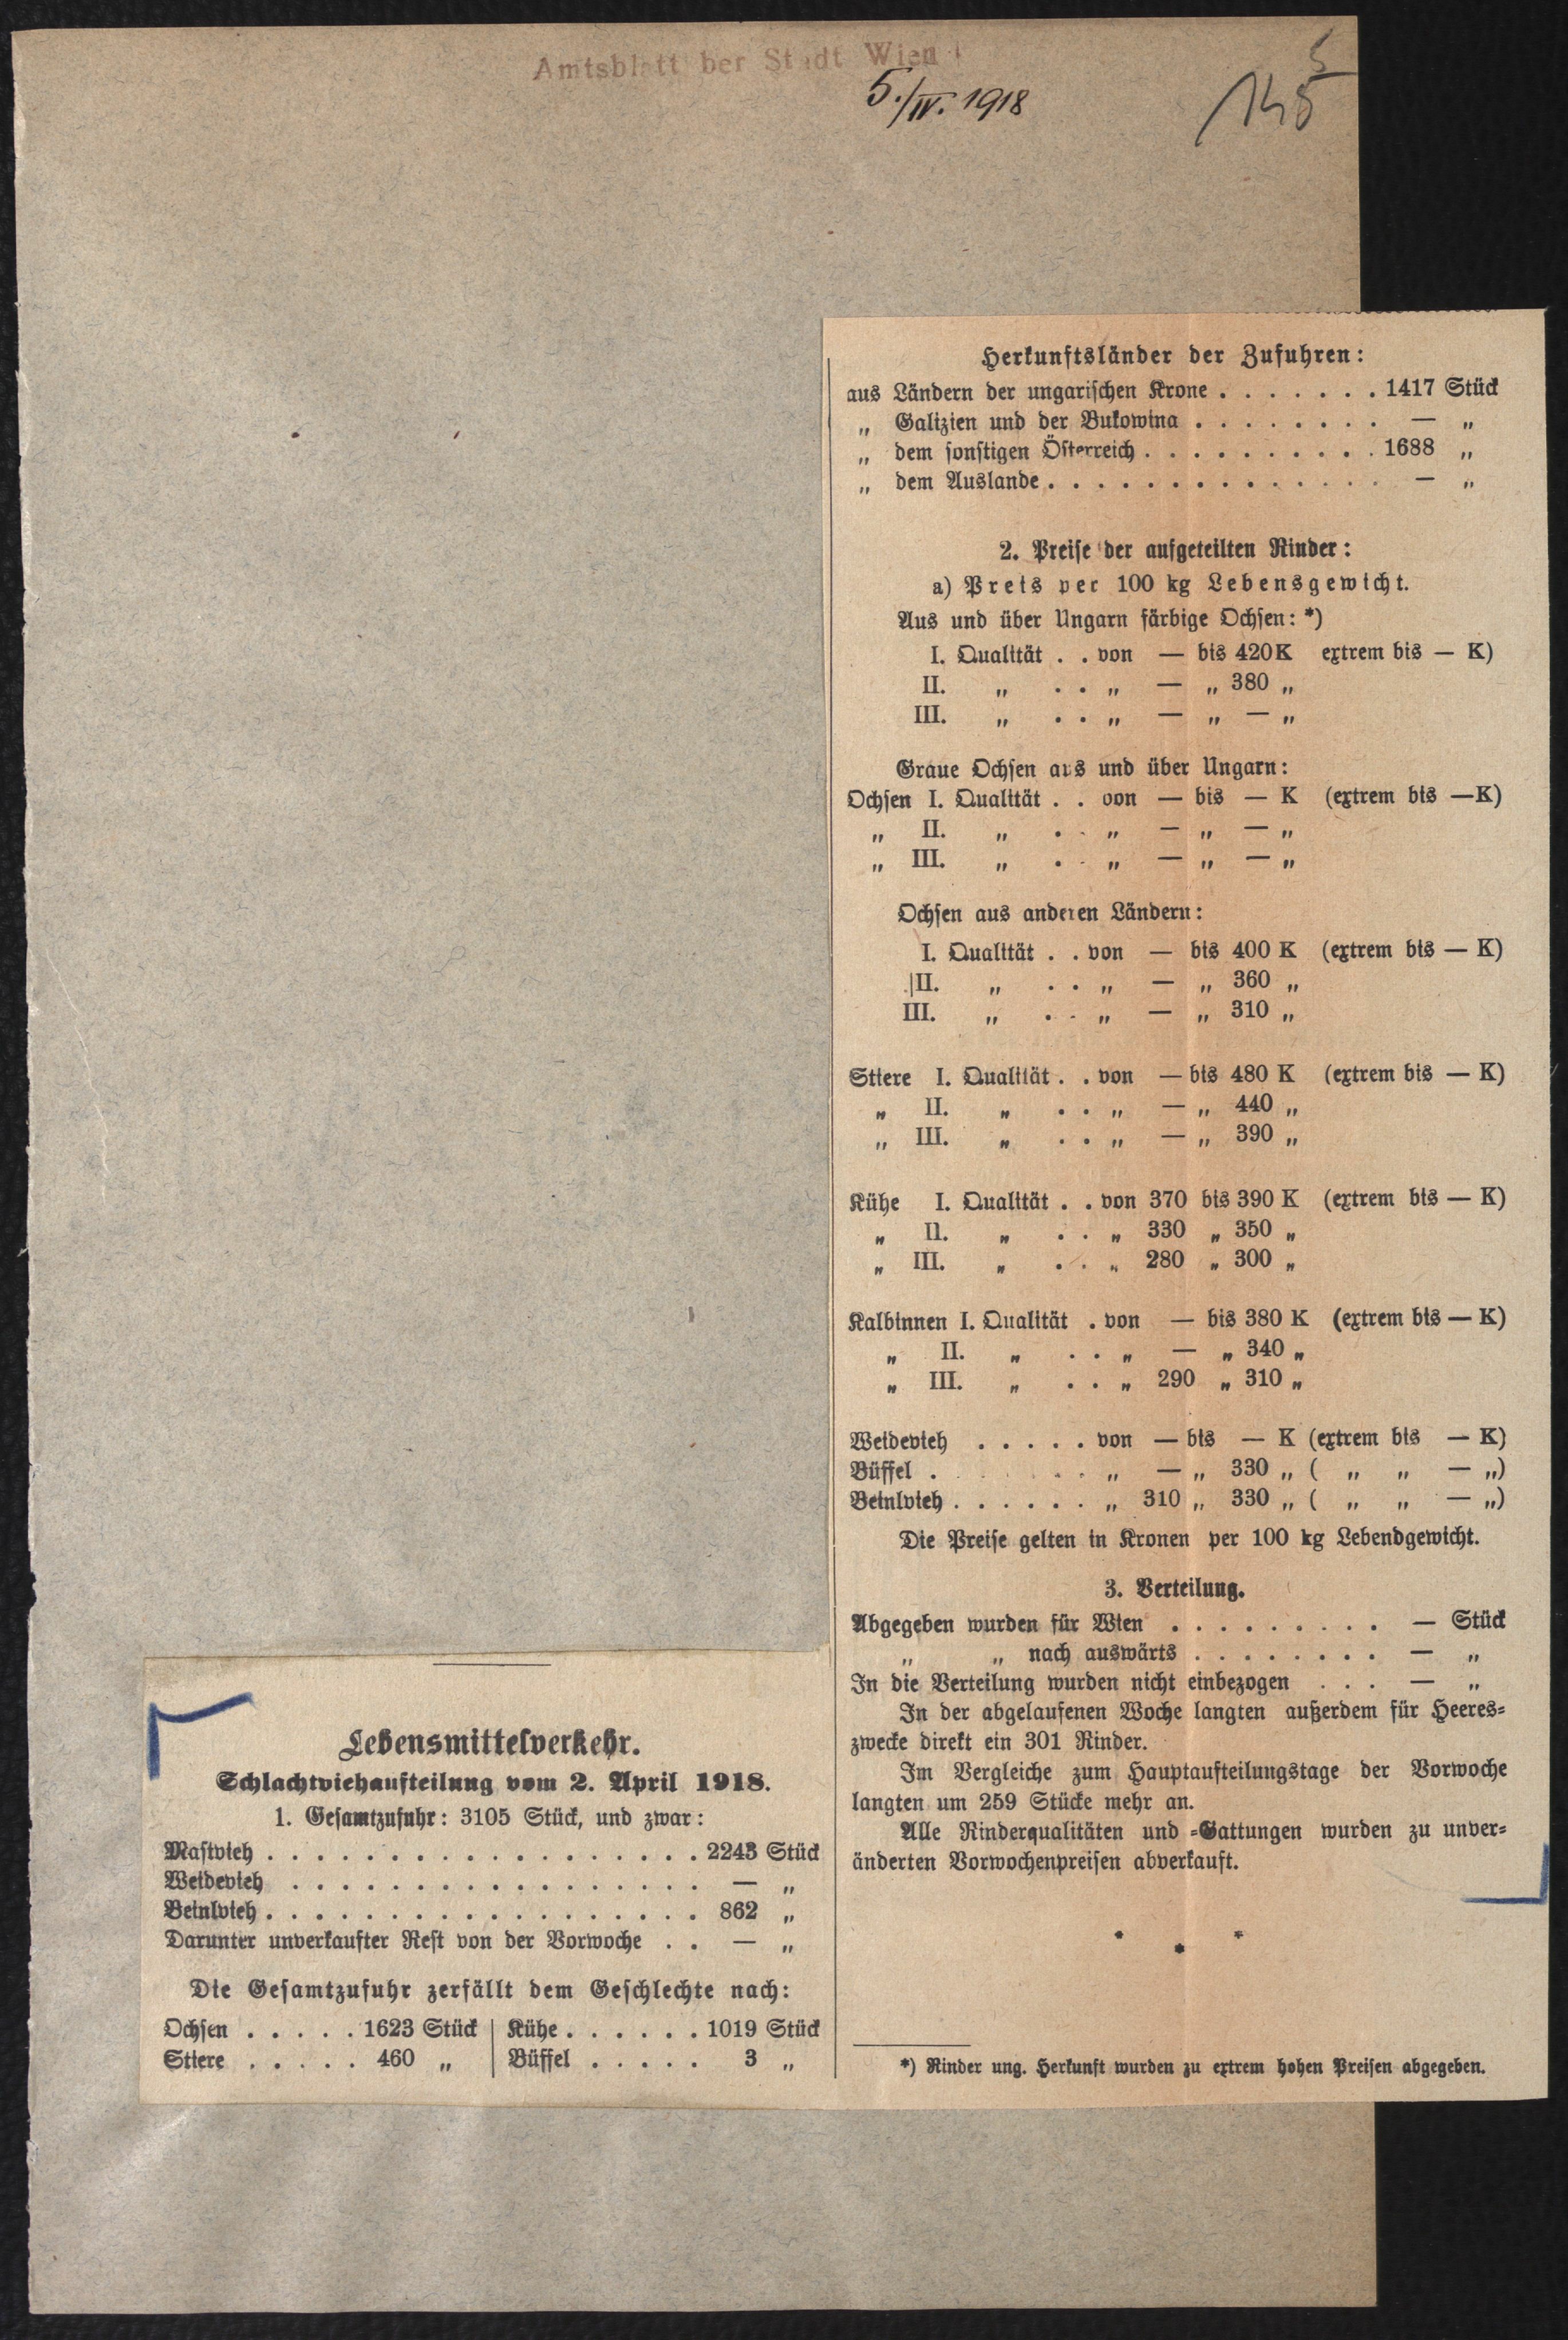 Amtsblatt der Stadt Wien
5./IV. 1918
5
145
Lebensmittelverkehr.
Schlachtviehaufteilung vom 2. April 1918.
1. Gesamtzufuhr: 3105 Stück, und zwar:
Mastvieh . . . . . . . . . . . . . . . . . . 2243 Stück
Weidevieh . . . . . . . . . . . . . . . . . — „
Beinlvieh . . . . . . . . . . . . . . . . . . 862 „
Darunter unverkaufter Rest von der Vorwoche . . — „
Die Gesamtzufuhr zerfällt dem Geschlechte nach:
Ochsen . . . . . 1623 Stück | Kühe . . . . . . 1019 Stück
Stiere . . . . . 460 „ | Büffel . . . . . 3 „
Herkunftsländer der Zufuhren:
aus Ländern der ungarischen Krone . . . . . . . 1417 Stück
„ Galizien und der Bukowina . . . . . . . . — „
„ dem sonstigen Österreich . . . . . . . . . . 1688 „
„ dem Auslande . . . . . . . . . . . . . . . — „
2. Preise der aufgeteilten Rinder:
a) Preis per 100 kg Lebensgewicht.
Aus und über Ungarn färbige Ochsen: *)
I. Qualität . . von — bis 420 K extrem bis — K)
II. „ . . „ — „ 380 „
III. „ . . „ — „ — „
Graue Ochsen aus und über Ungarn:
Ochsen I. Qualität . . von — bis — K (extrem bis — K)
„ II. „ . . „ — „ — „
„ III. „ . . „ — „ — „
Ochsen aus anderen Ländern:
I. Qualität . . von — bis 400 K (extrem bis — K)
II. „ . . „ — „ 360 „
III. „ . . „ — „ 310 „
Stiere I. Qualität . . von — bis 480 K (extrem bis — K)
„ II. „ . . „ — „ 440 „
„ III. „ . . „ — „ 390 „
Kühe I. Qualität . . von 370 bis 390 K (extrem bis — K)
„ II. „ . . „ 330 „ 350 „
„ III. „ . . „ 280 „ 300 „
Kalbinnen I. Qualität . von — bis 380 K (extrem bis — K)
„ II. „ . . „ — „ 340 „
„ III. „ . . „ 290 „ 310 „
Weidevieh . . . . . von — bis — K (extrem bis — K)
Büffel . . . . . . . „ — „ 330 „ ( „ „ — „)
Beinlvieh . . . . . . „ 310 „ 330 „ ( „ „ — „)
Die Preise gelten in Kronen per 100 kg Lebendgewicht.
3. Verteilung.
Abgegeben wurden für Wien . . . . . . . . . — Stück
„ „ nach auswärts . . . . . . . . — „
In die Verteilung wurden nicht einbezogen . . . — „
In der abgelaufenen Woche langten außerdem für Heeres-
zwecke direkt ein 301 Rinder.
Im Vergleiche zum Hauptaufteilungstage der Vorwoche
langten um 259 Stücke mehr an.
Alle Rinderqualitäten und -Gattungen wurden zu unver-
änderten Vorwochenpreisen abverkauft.
* * *
*) Rinder ung. Herkunft wurden zu extrem hohen Preisen abgegeben.